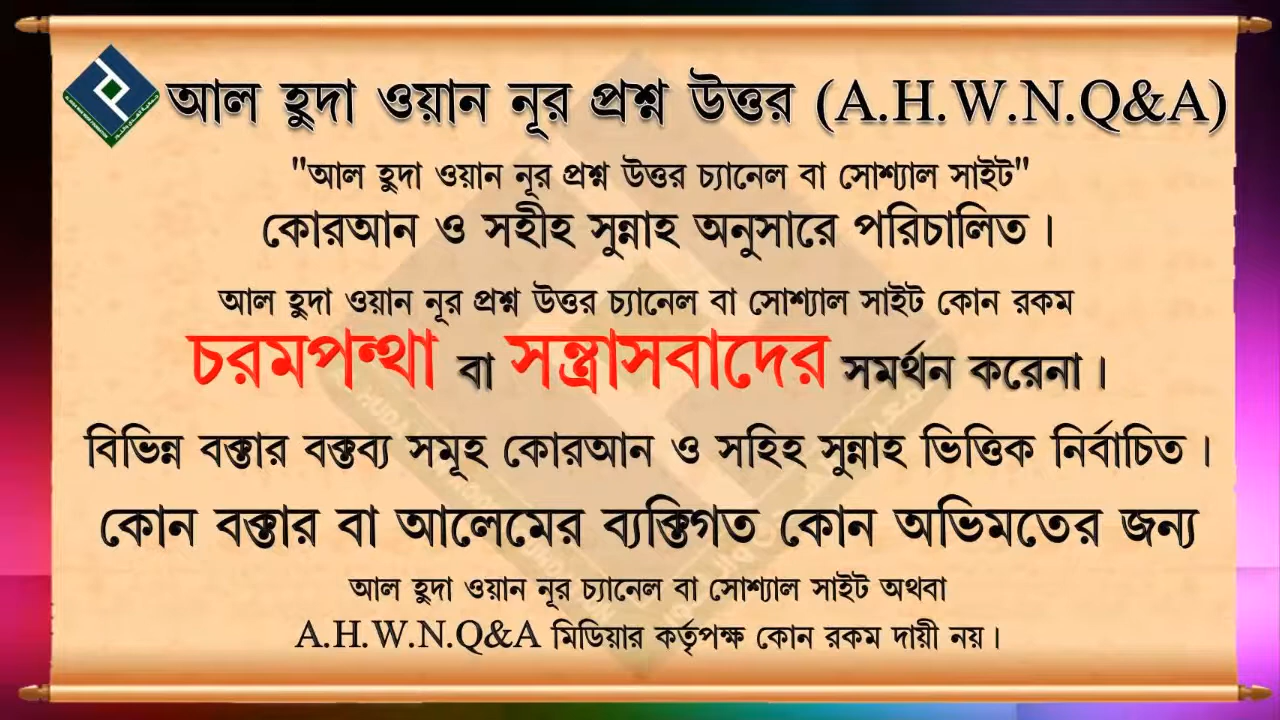 আল হুদা ওয়ান নূর প্রশ্ন উত্তর (A.H.W.N.Q&A)
"আল হুদা ওয়ান নূর প্রশ্ন উত্তর চ্যানেল বা সোশ্যাল সাইট"
কোরআন ও সহীহ সুন্নাহ অনুসারে পরিচালিত।
আল হুদা ওয়ান নূর প্রশ্ন উত্তর চ্যানেল বা সোশ্যাল সাইট কোন রকম
চরমপন্থা বা সন্ত্রাসবাদের সমর্থন করেনা।
বিভিন্ন বক্তার বক্তব্য সমূহ কোরআন ও সহিহ সুন্নাহ ভিত্তিক নির্বাচিত।
কোন বক্তার বা আলেমের ব্যক্তিগত কোন অভিমতের জন্য
আল হুদা ওয়ান নূর চ্যানেল বা সোশ্যাল সাইট অথবা
A.H.W.N.Q&A মিডিয়ার কর্তৃপক্ষ কোন রকম দায়ী নয়।